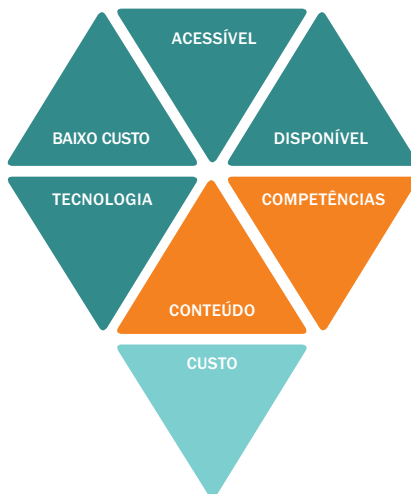 ACESSÍVEL
BAIXO CUSTO
DISPONÍVEL
TECNOLOGIA
COMPETÊNCIAS
CONTEÚDO
CUSTO